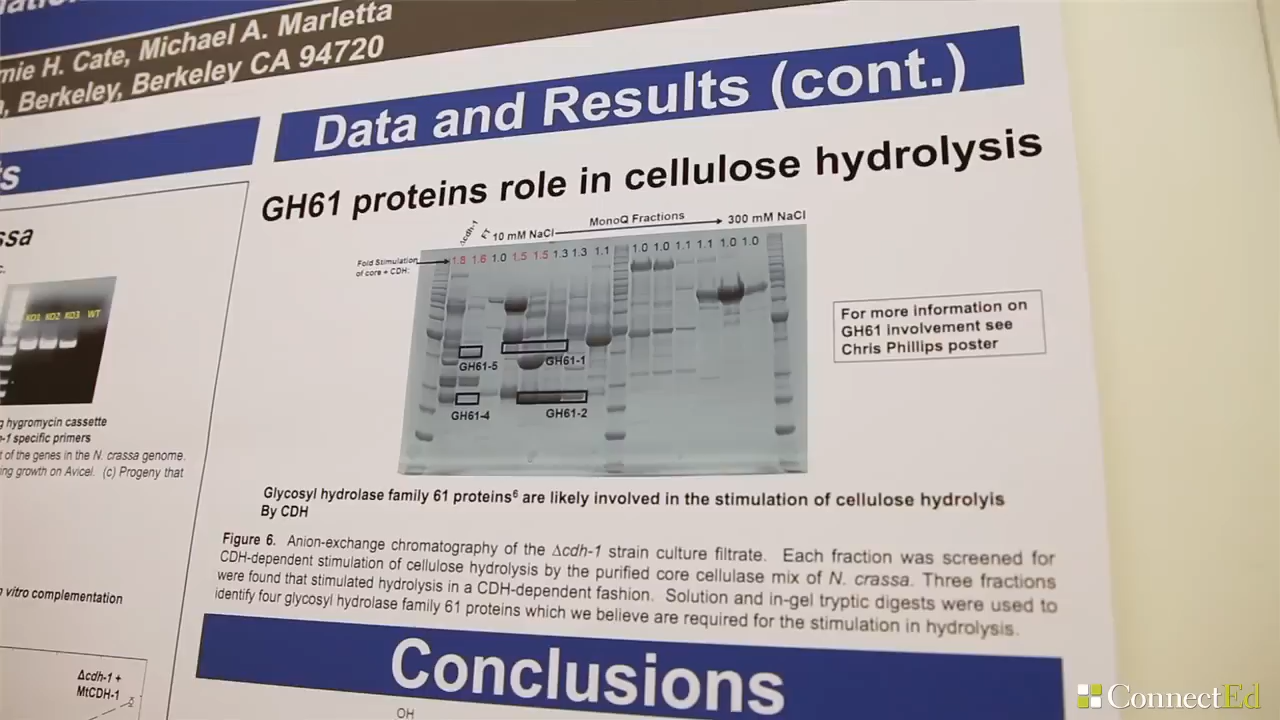 mie H. Cate, Michael A. Marletta
, Berkeley, Berkeley CA 94720
Data and Results (cont.)
GH61 proteins role in cellulose hydrolysis
Δcdh-1
FT
10 mM NaCl
MonoQ Fractions
300 mM NaCl
Fold Stimulation
of core + CDH:
1.8 1.6 1.0 1.5 1.5 1.3 1.3 1.1 1.0 1.0 1.1 1.1 1.0 1.0
GH61-5
GH61-1
GH61-4
GH61-2
For more information on
GH61 involvement see
Chris Phillips poster
Glycosyl hydrolase family 61 proteins⁶ are likely involved in the stimulation of cellulose hydrolyis
By CDH
Figure 6. Anion-exchange chromatography of the Δcdh-1 strain culture filtrate. Each fraction was screened for
CDH-dependent stimulation of cellulose hydrolysis by the purified core cellulase mix of N. crassa. Three fractions
were found that stimulated hydrolysis in a CDH-dependent fashion. Solution and in-gel tryptic digests were used to
identify four glycosyl hydrolase family 61 proteins which we believe are required for the stimulation in hydrolysis.
Conclusions
OH
ts
ssa
KO1 KO2 KO3 WT
g hygromycin cassette
-1 specific primers
t of the genes in the N. crassa genome.
ing growth on Avicel. (c) Progeny that
vitro complementation
Δcdh-1 +
MtCDH-1
ConnectEd